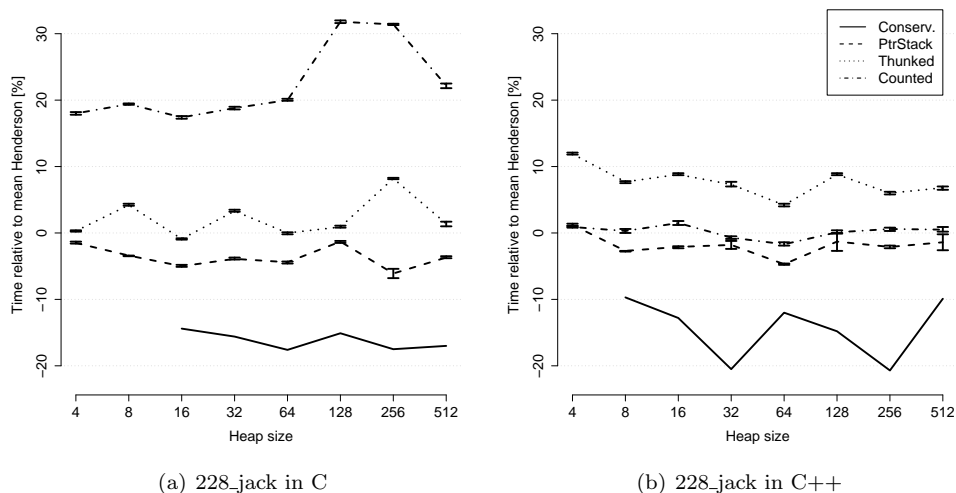 Time relative to mean Henderson [%]
30
20
10
0
−10
−20
4 8 16 32 64 128 256 512
Heap size
(a) 228_jack in C
Time relative to mean Henderson [%]
30
20
10
0
−10
−20
Conserv.
PtrStack
Thunked
Counted
4 8 16 32 64 128 256 512
Heap size
(b) 228_jack in C++